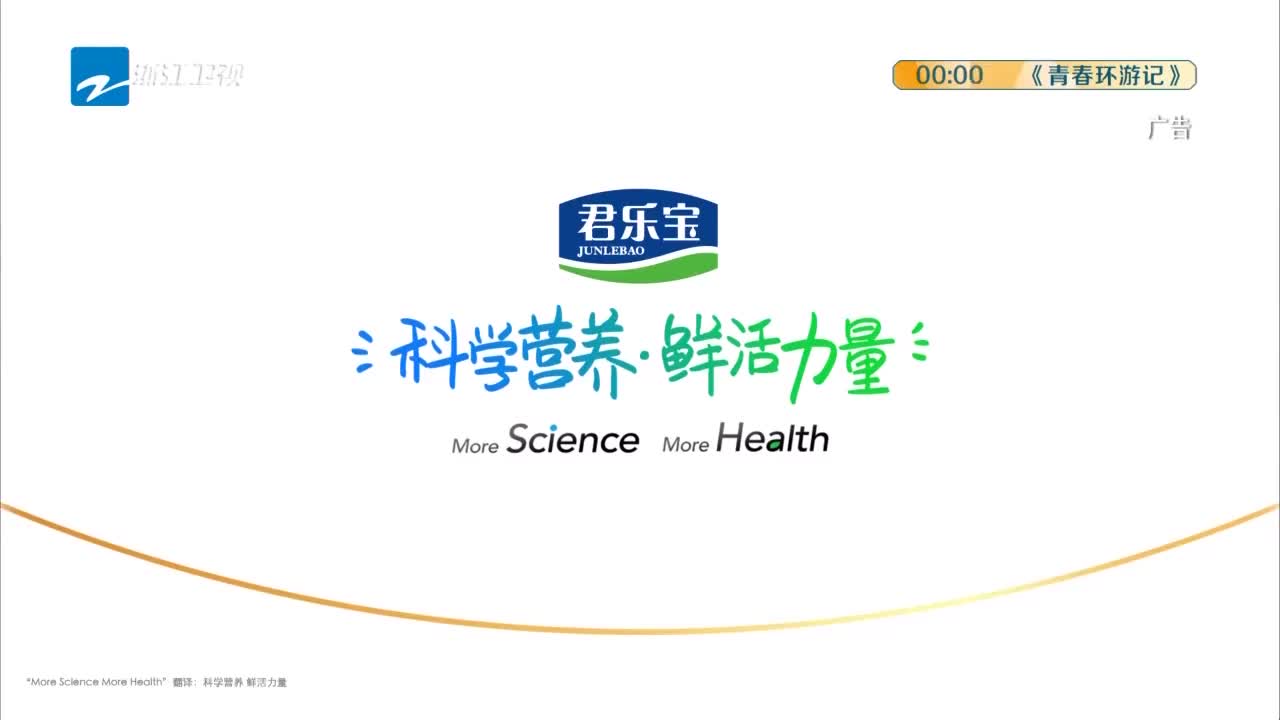 浙江卫视
00:00 《青春环游记》
广告
君乐宝
JUNLEBAO
科学营养·鲜活力量
More Science More Health
“More Science More Health” 翻译：科学营养 鲜活力量